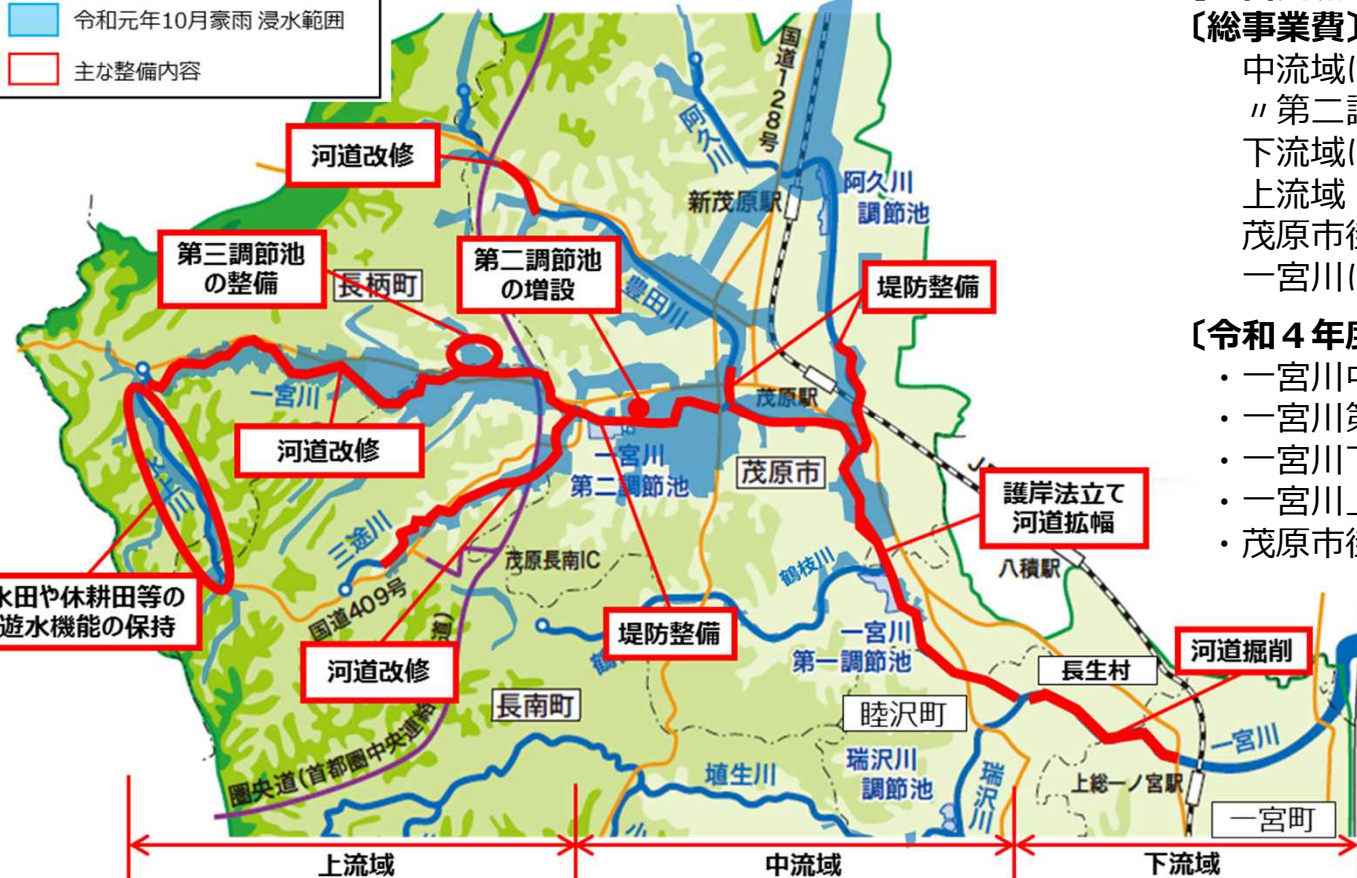 令和元年10月豪雨 浸水範囲
主な整備内容
〔総事業費〕
中流域
〃第二調
下流域
上流域
茂原市街
一宮川
〔令和４年度
・一宮川中
・一宮川第
・一宮川下
・一宮川上
・茂原市街
国道128号
阿久川
河道改修
新茂原駅
阿久川
調節池
第三調節池
の整備
長柄町
第二調節池
の増設
豊田川
堤防整備
一宮川
茂原駅
河道改修
一宮川
第二調節池
茂原市
護岸法立て
河道拡幅
三途川
茂原長南IC
鶴枝川
八積駅
水田や休耕田等の
遊水機能の保持
国道409号
堤防整備
一宮川
第一調節池
河道改修
河道掘削
長生村
長南町
睦沢町
一宮川
圏央道(首都圏中央連絡
道)
埴生川
瑞沢川
調節池
瑞沢川
上総一ノ宮駅
一宮町
上流域
中流域
下流域